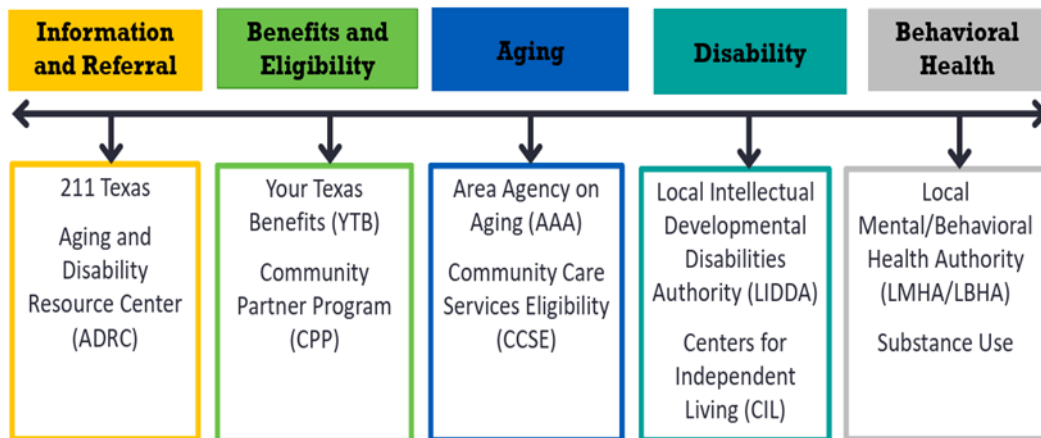 Information
and Referral
Benefits and
Eligibility
Aging
Disability
Behavioral
Health
211 Texas
Aging and
Disability
Resource Center
(ADRC)
Your Texas
Benefits (YTB)
Community
Partner Program
(CPP)
Area Agency on
Aging (AAA)
Community Care
Services Eligibility
(CCSE)
Local Intellectual
Developmental
Disabilities
Authority (LIDDA)
Centers for
Independent
Living (CIL)
Local
Mental/Behavioral
Health Authority
(LMHA/LBHA)
Substance Use